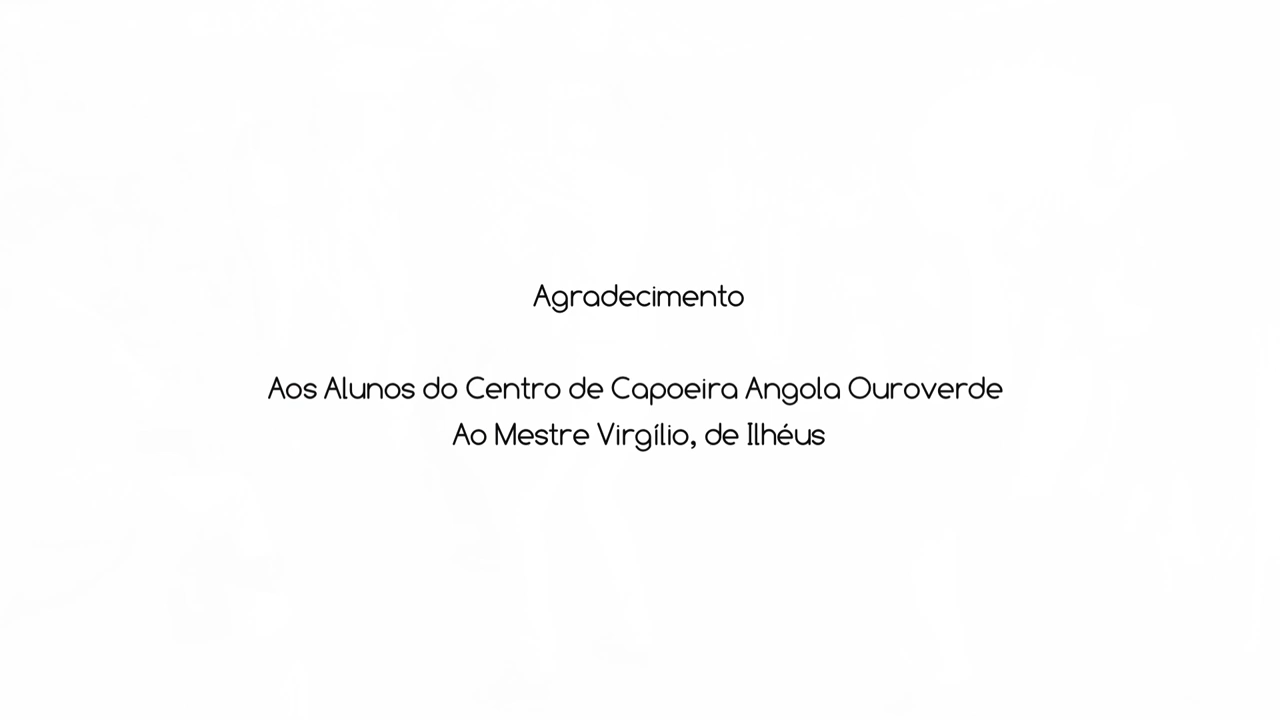 Agradecimento
Aos Alunos do Centro de Capoeira Angola Ouroverde
Ao Mestre Virgílio, de Ilhéus